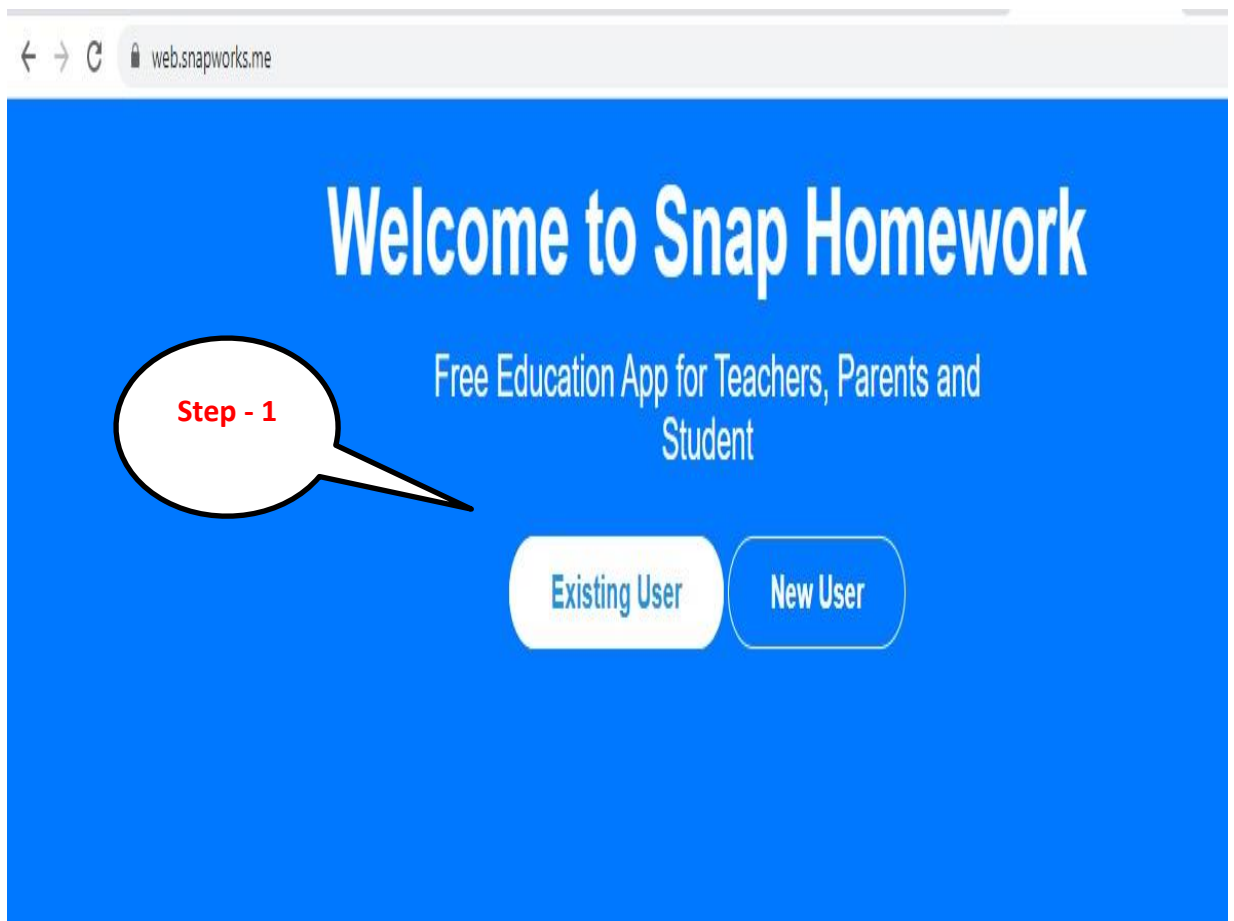 web.snapworks.me
Welcome to Snap Homework
Free Education App for Teachers, Parents and
Student
Step - 1
Existing User
New User